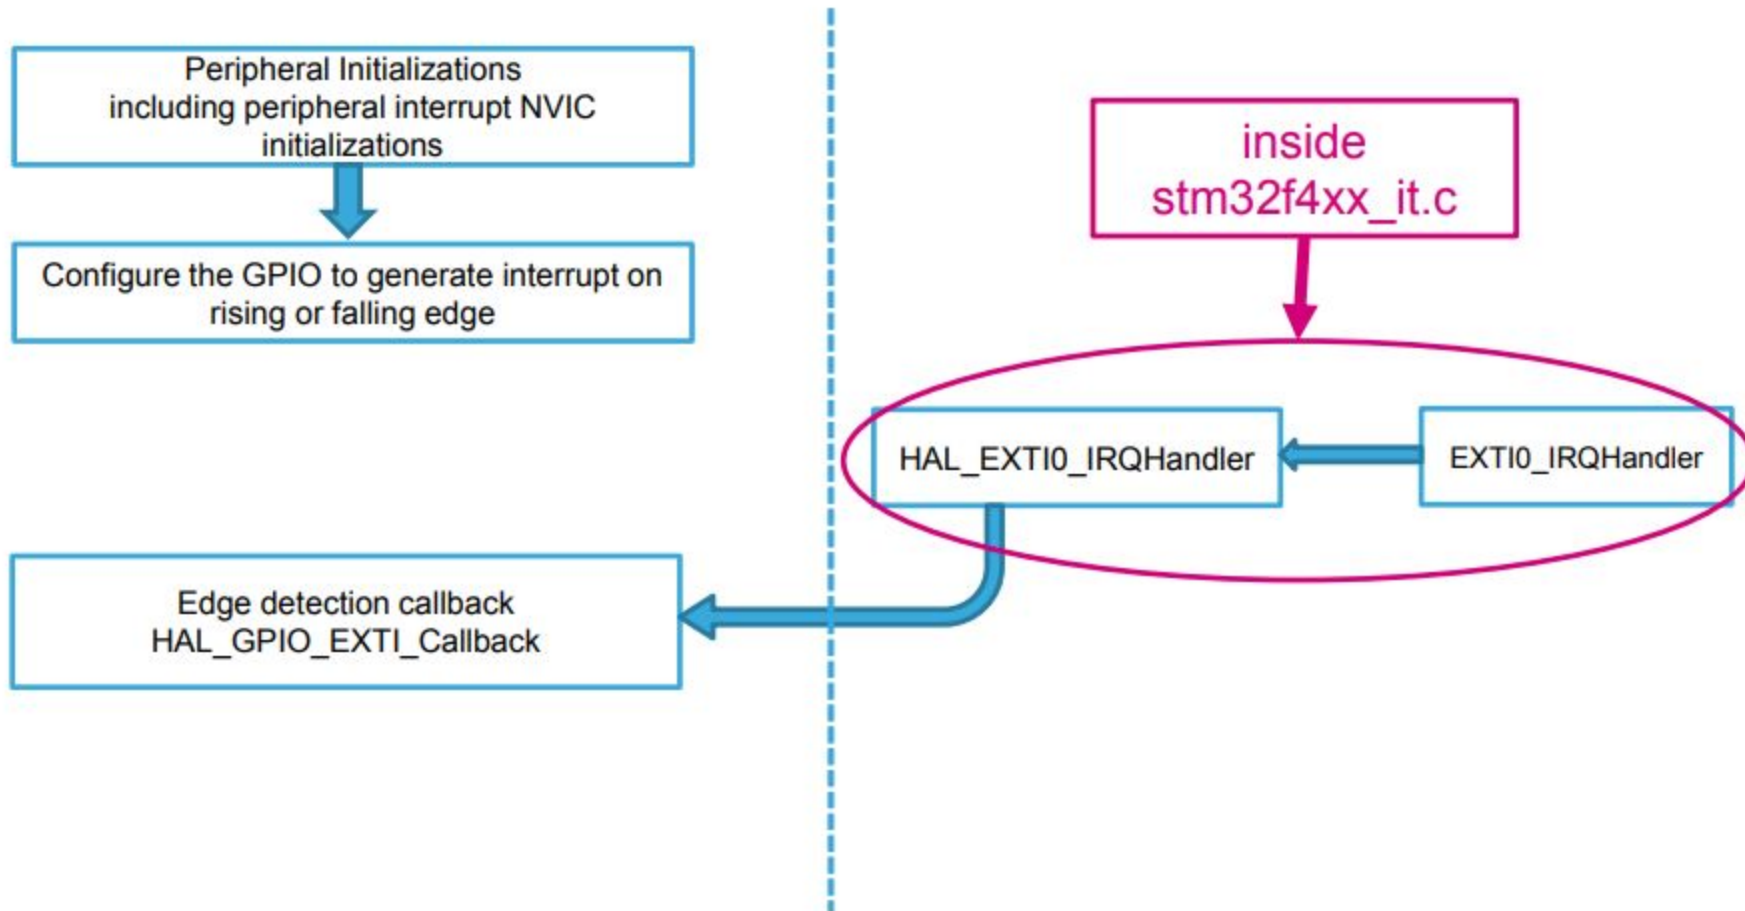 Peripheral Initializations
including peripheral interrupt NVIC
initializations
Configure the GPIO to generate interrupt on
rising or falling edge
Edge detection callback
HAL_GPIO_EXTI_Callback
inside
stm32f4xx_it.c
HAL_EXTI0_IRQHandler
EXTI0_IRQHandler